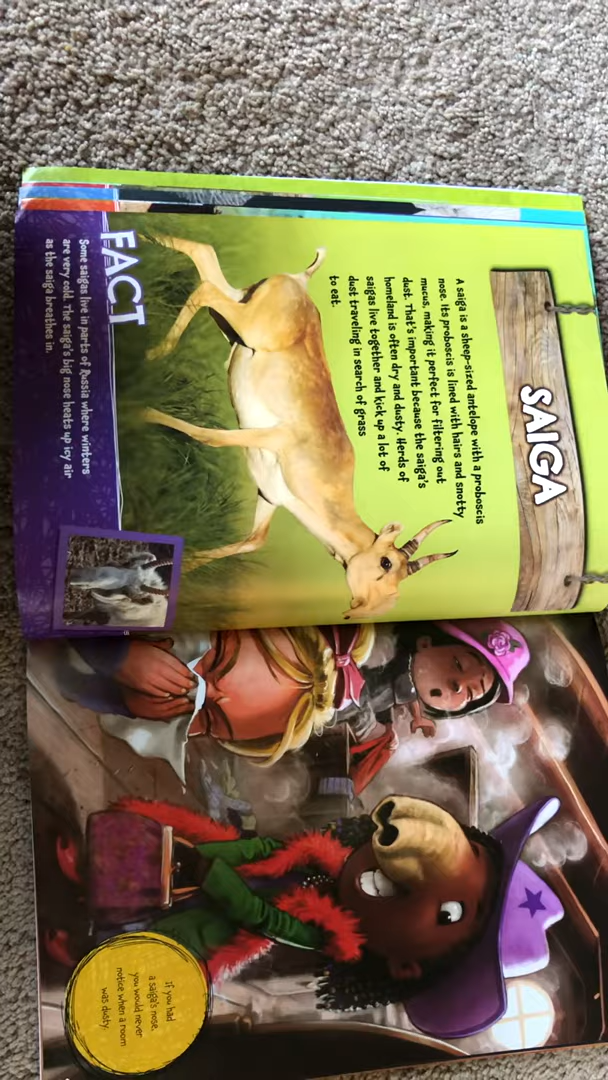 SAIGA
A saiga is a sheep-sized antelope with a proboscis
nose. Its proboscis is lined with hairs and snotty
mucus, making it perfect for filtering out
dust. That's important because the saiga's
homeland is often dry and dusty. Herds of
saigas live together and kick up a lot of
dust traveling in search of grass
to eat.
FACT
Some saigas live in parts of Russia where winters
are very cold. The saiga's big nose heats up icy air
as the saiga breathes in.
If you had
a saiga's nose,
you would never
notice when a room
was dusty.